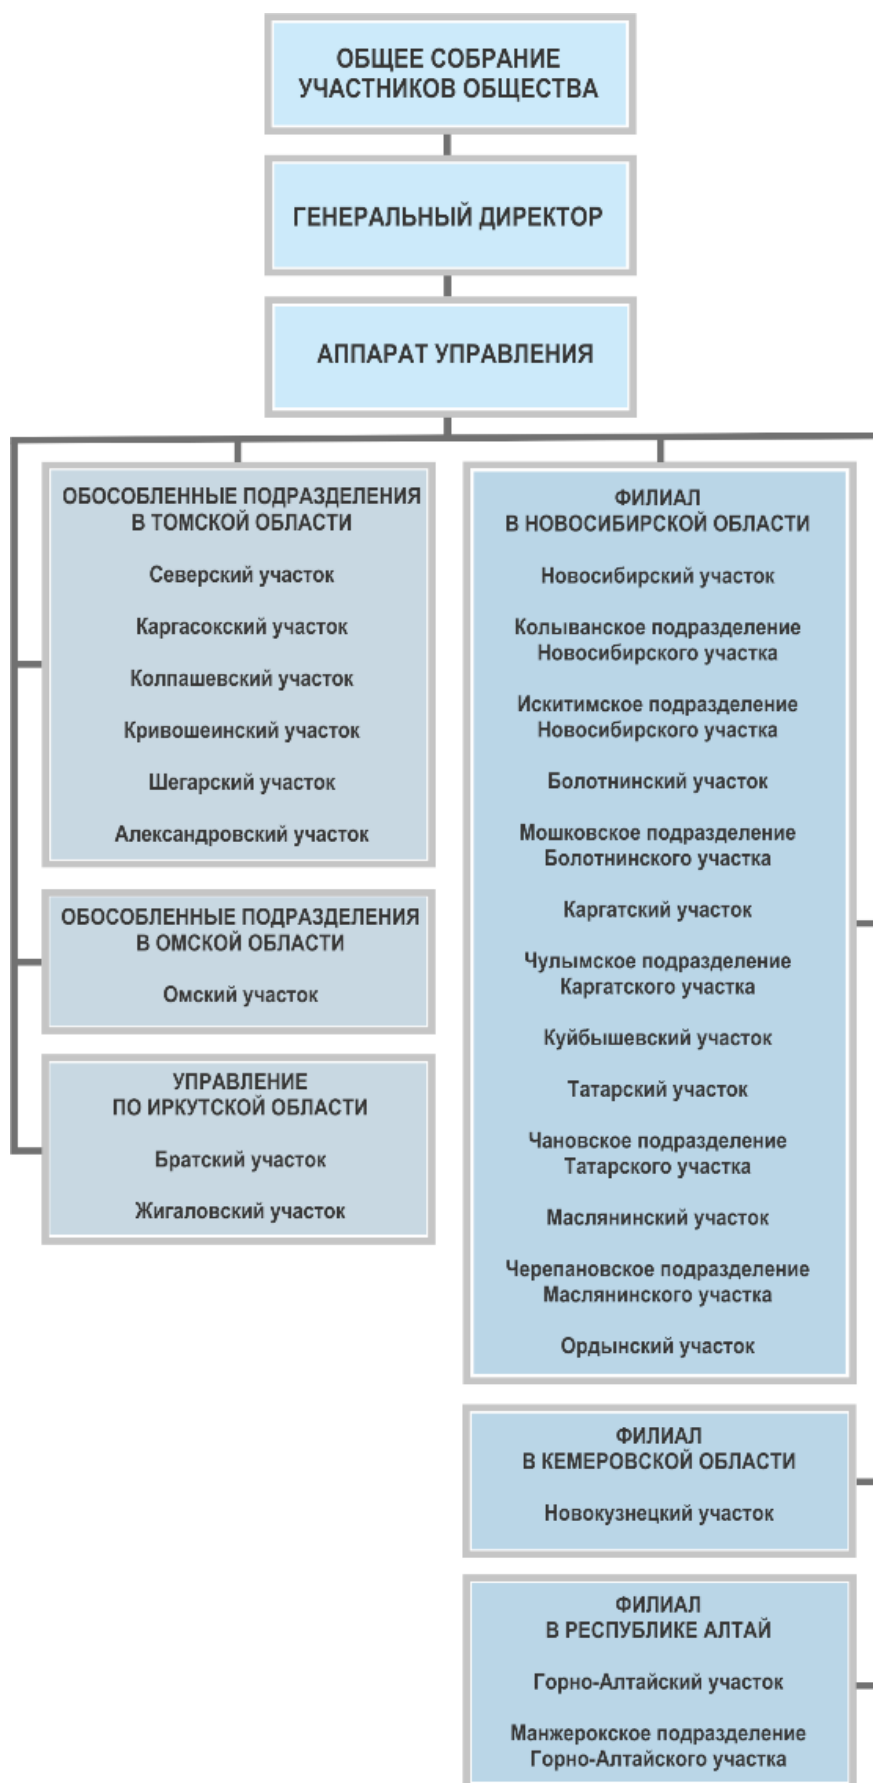 ОБЩЕЕ СОБРАНИЕ
УЧАСТНИКОВ ОБЩЕСТВА
ГЕНЕРАЛЬНЫЙ ДИРЕКТОР
АППАРАТ УПРАВЛЕНИЯ
ОБОСОБЛЕННЫЕ ПОДРАЗДЕЛЕНИЯ
В ТОМСКОЙ ОБЛАСТИ
Северский участок
Каргасокский участок
Колпашевский участок
Кривошеинский участок
Шегарский участок
Александровский участок
ОБОСОБЛЕННЫЕ ПОДРАЗДЕЛЕНИЯ
В ОМСКОЙ ОБЛАСТИ
Омский участок
УПРАВЛЕНИЕ
ПО ИРКУТСКОЙ ОБЛАСТИ
Братский участок
Жигаловский участок
ФИЛИАЛ
В НОВОСИБИРСКОЙ ОБЛАСТИ
Новосибирский участок
Колыванское подразделение
Новосибирского участка
Искитимское подразделение
Новосибирского участка
Болотнинский участок
Мошковское подразделение
Болотнинского участка
Каргатский участок
Чулымское подразделение
Каргатского участка
Куйбышевский участок
Татарский участок
Чановское подразделение
Татарского участка
Маслянинский участок
Черепановское подразделение
Маслянинского участка
Ордынский участок
ФИЛИАЛ
В КЕМЕРОВСКОЙ ОБЛАСТИ
Новокузнецкий участок
ФИЛИАЛ
В РЕСПУБЛИКЕ АЛТАЙ
Горно-Алтайский участок
Манжерокское подразделение
Горно-Алтайского участка